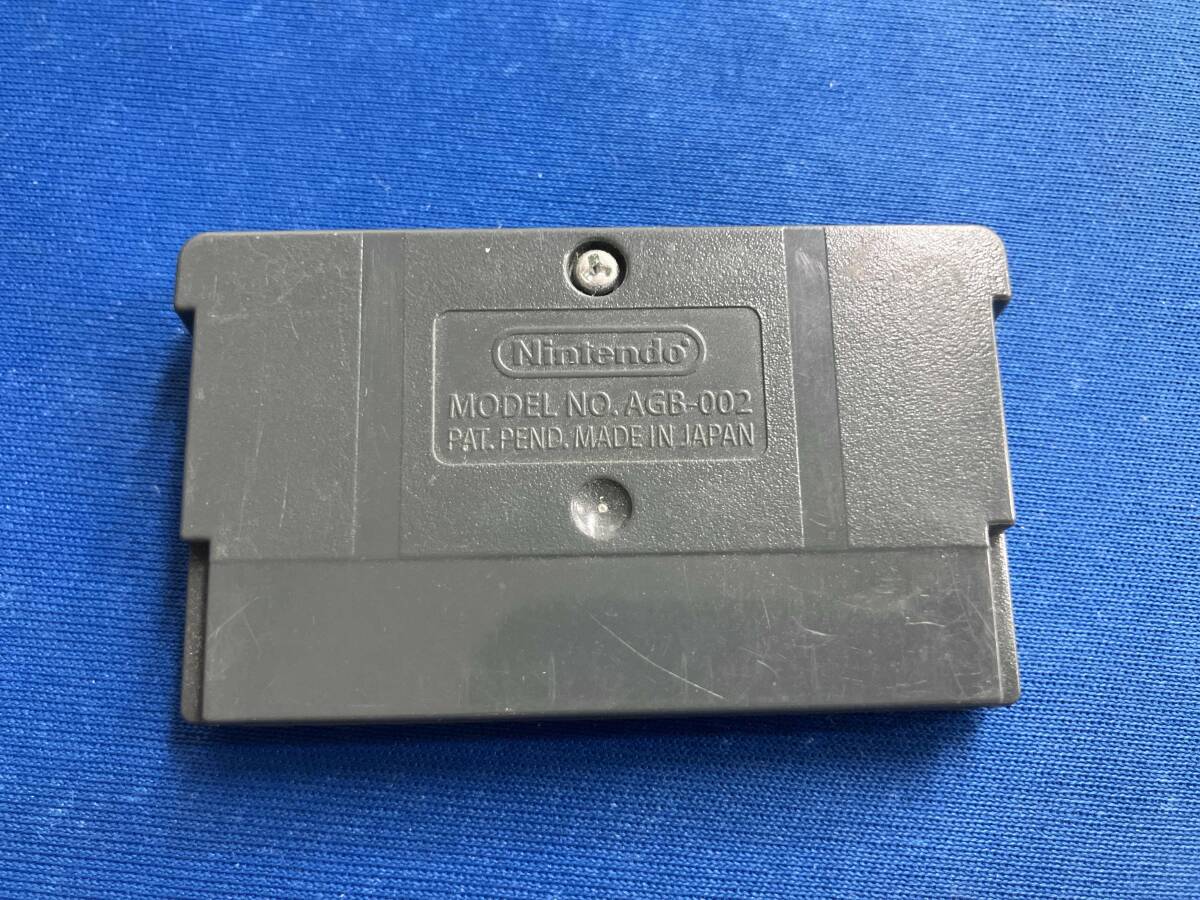 Nintendo
MODEL NO. AGB-002
PAT. PEND. MADE IN JAPAN